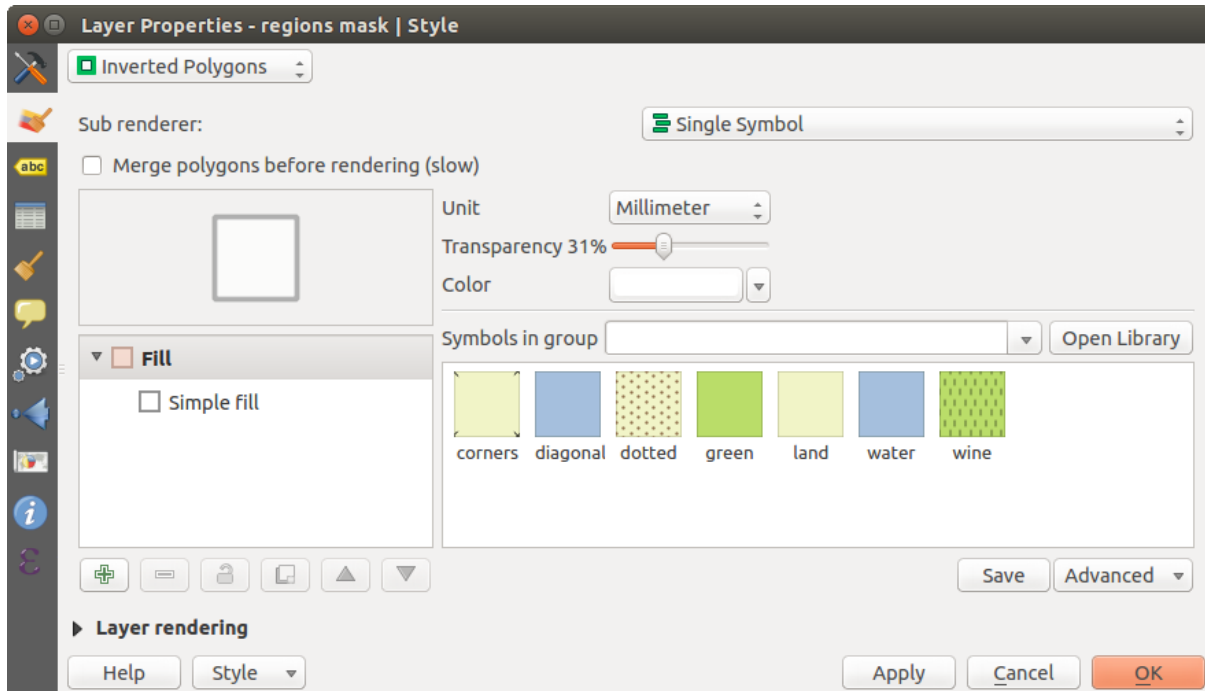 Layer Properties - regions mask | Style
Inverted Polygons
Sub renderer:
Single Symbol
abc
Merge polygons before rendering (slow)
Unit
Millimeter
Transparency 31%
Color
Symbols in group
Open Library
Fill
Simple fill
corners diagonal dotted green land water wine
i
ε
Save
Advanced
Layer rendering
Help
Style
Apply
Cancel
OK